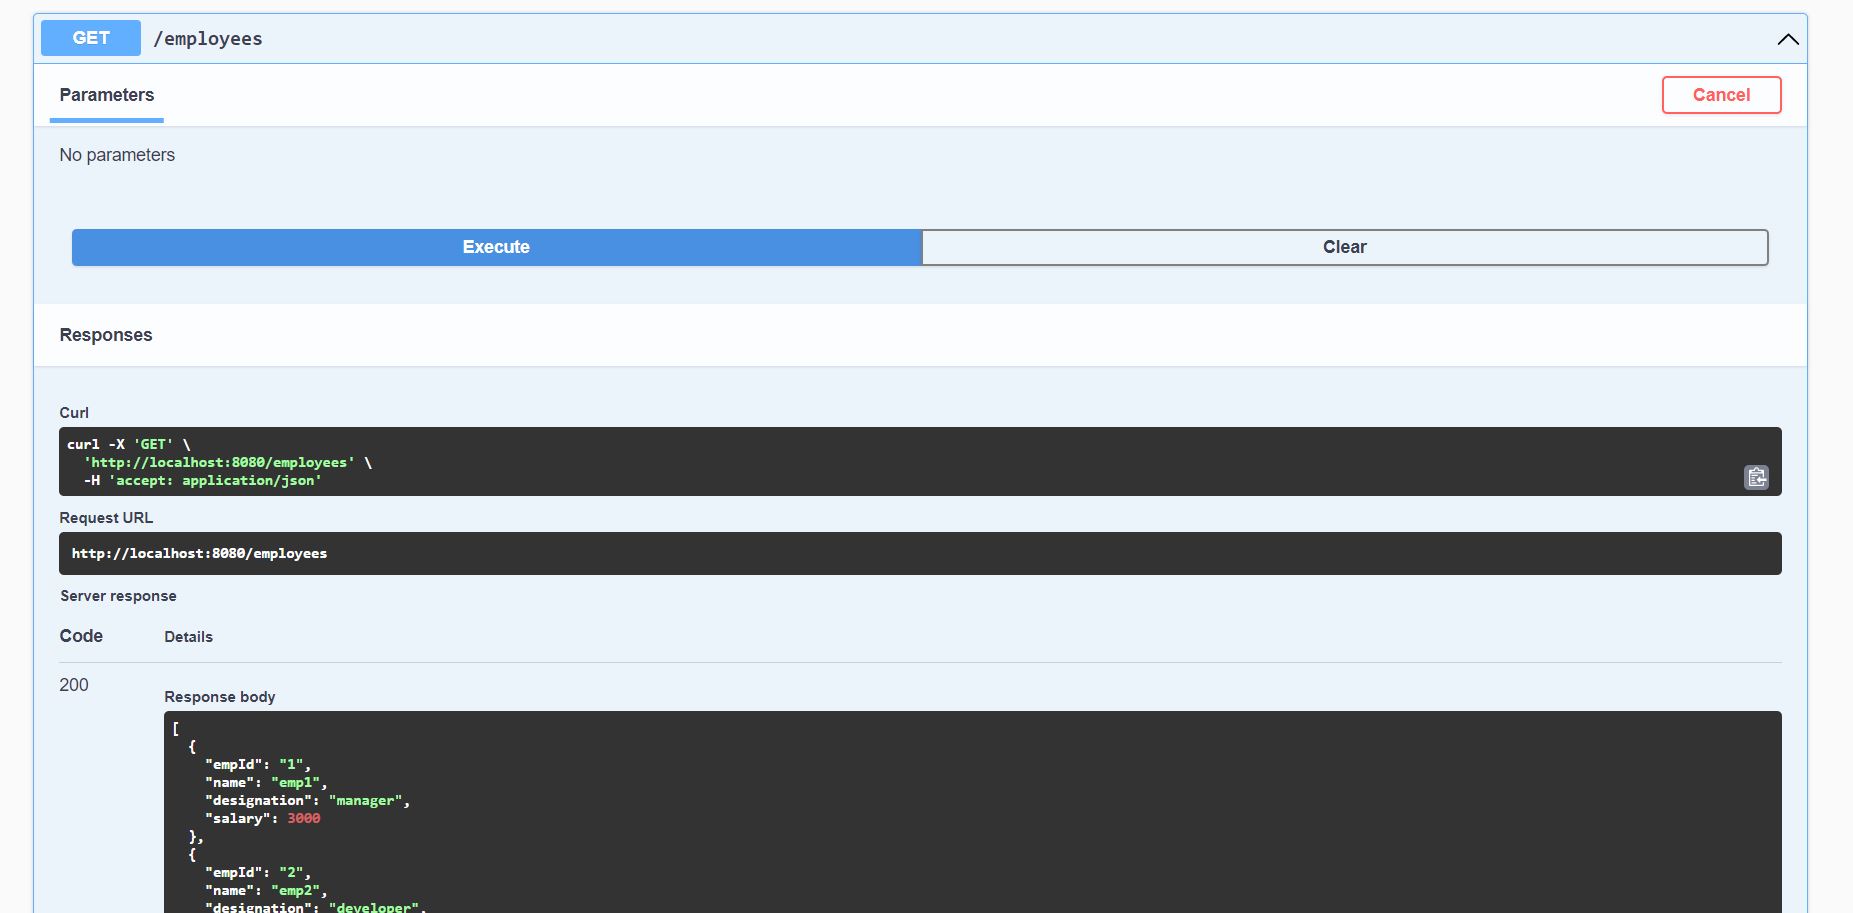 GET /employees
Parameters Cancel
No parameters
Execute Clear
Responses
Curl
curl -X 'GET' \
'http://localhost:8080/employees' \
-H 'accept: application/json'
Request URL
http://localhost:8080/employees
Server response
Code Details
200
Response body
[
{
"empId": "1",
"name": "emp1",
"designation": "manager",
"salary": 3000
},
{
"empId": "2",
"name": "emp2",
"designation": "developer",